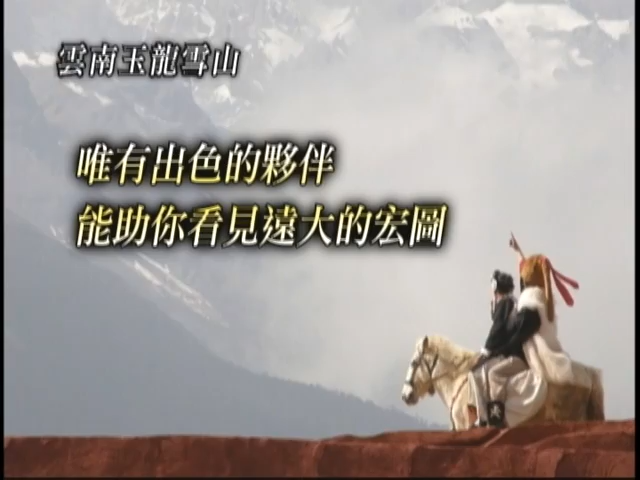 雲南玉龍雪山
唯有出色的夥伴
能助你看見遠大的宏圖